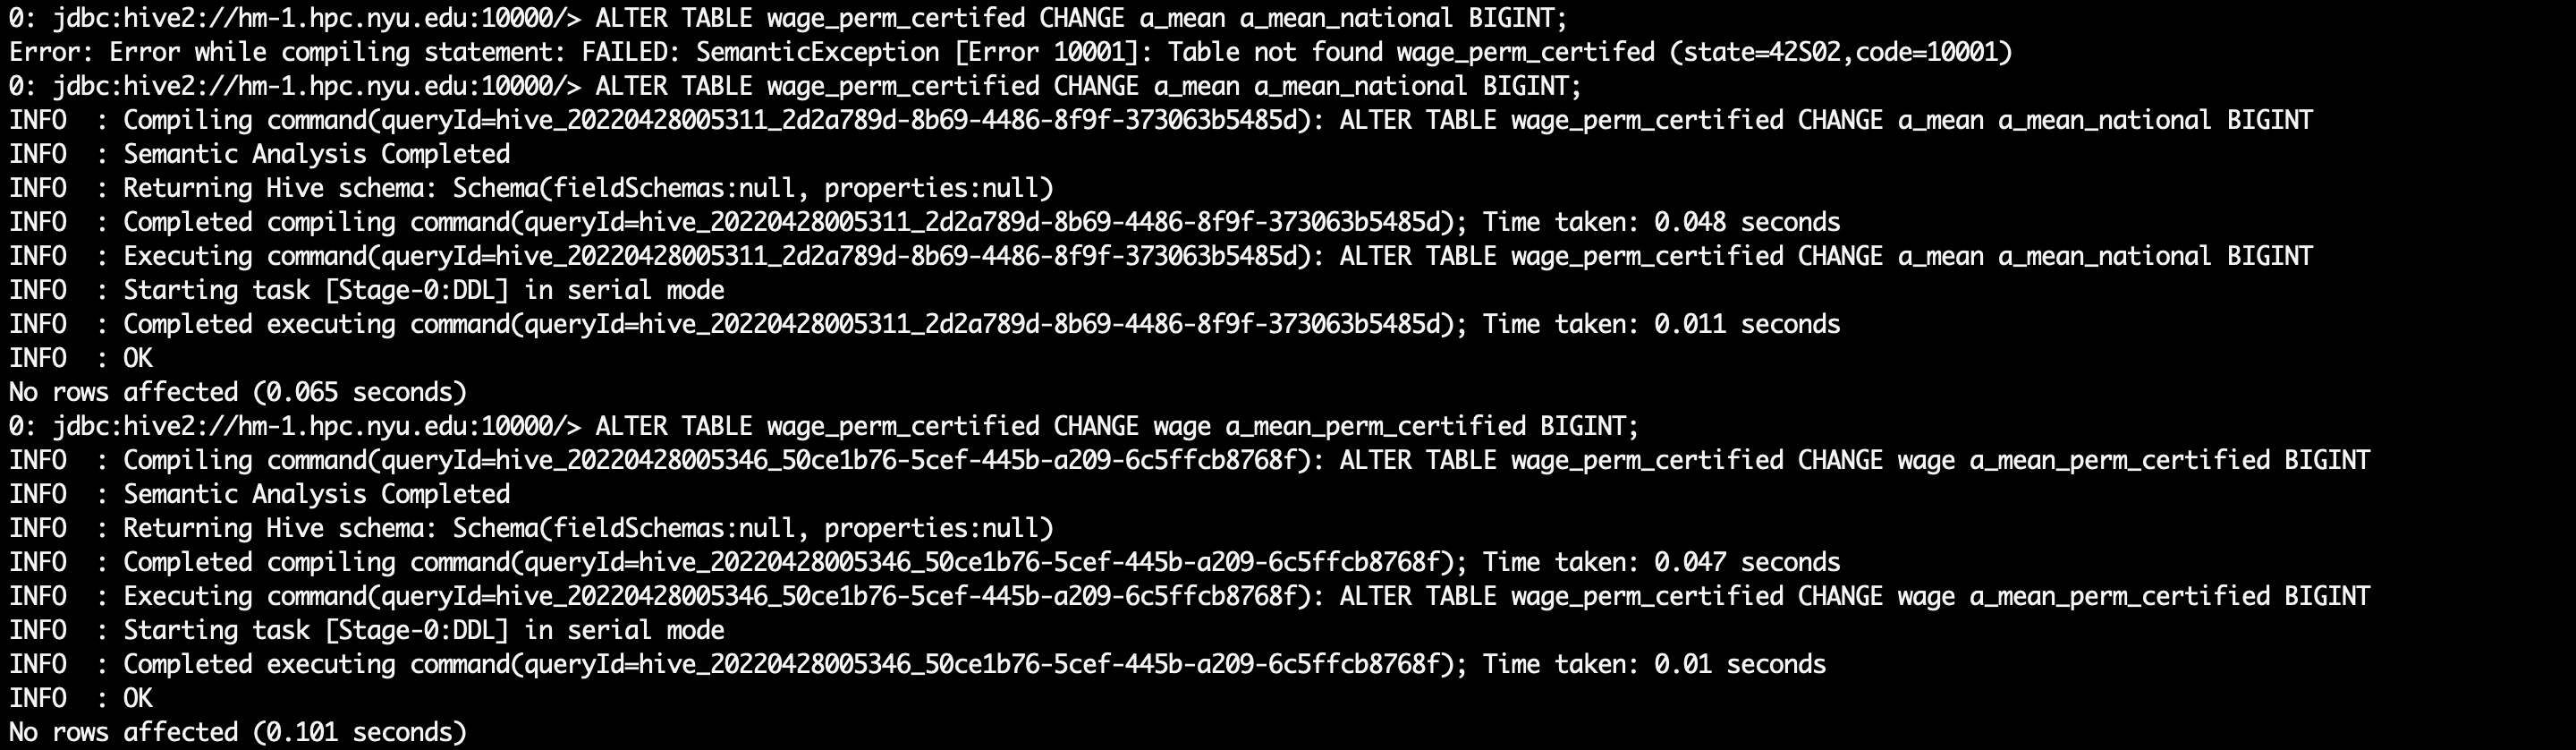 0: jdbc:hive2://hm-1.hpc.nyu.edu:10000/> ALTER TABLE wage_perm_certifed CHANGE a_mean a_mean_national BIGINT;
Error: Error while compiling statement: FAILED: SemanticException [Error 10001]: Table not found wage_perm_certifed (state=42S02,code=10001)
0: jdbc:hive2://hm-1.hpc.nyu.edu:10000/> ALTER TABLE wage_perm_certified CHANGE a_mean a_mean_national BIGINT;
INFO  : Compiling command(queryId=hive_20220428005311_2d2a789d-8b69-4486-8f9f-373063b5485d): ALTER TABLE wage_perm_certified CHANGE a_mean a_mean_national BIGINT
INFO  : Semantic Analysis Completed
INFO  : Returning Hive schema: Schema(fieldSchemas:null, properties:null)
INFO  : Completed compiling command(queryId=hive_20220428005311_2d2a789d-8b69-4486-8f9f-373063b5485d); Time taken: 0.048 seconds
INFO  : Executing command(queryId=hive_20220428005311_2d2a789d-8b69-4486-8f9f-373063b5485d): ALTER TABLE wage_perm_certified CHANGE a_mean a_mean_national BIGINT
INFO  : Starting task [Stage-0:DDL] in serial mode
INFO  : Completed executing command(queryId=hive_20220428005311_2d2a789d-8b69-4486-8f9f-373063b5485d); Time taken: 0.011 seconds
INFO  : OK
No rows affected (0.065 seconds)
0: jdbc:hive2://hm-1.hpc.nyu.edu:10000/> ALTER TABLE wage_perm_certified CHANGE wage a_mean_perm_certified BIGINT;
INFO  : Compiling command(queryId=hive_20220428005346_50ce1b76-5cef-445b-a209-6c5ffcb8768f): ALTER TABLE wage_perm_certified CHANGE wage a_mean_perm_certified BIGINT
INFO  : Semantic Analysis Completed
INFO  : Returning Hive schema: Schema(fieldSchemas:null, properties:null)
INFO  : Completed compiling command(queryId=hive_20220428005346_50ce1b76-5cef-445b-a209-6c5ffcb8768f); Time taken: 0.047 seconds
INFO  : Executing command(queryId=hive_20220428005346_50ce1b76-5cef-445b-a209-6c5ffcb8768f): ALTER TABLE wage_perm_certified CHANGE wage a_mean_perm_certified BIGINT
INFO  : Starting task [Stage-0:DDL] in serial mode
INFO  : Completed executing command(queryId=hive_20220428005346_50ce1b76-5cef-445b-a209-6c5ffcb8768f); Time taken: 0.01 seconds
INFO  : OK
No rows affected (0.101 seconds)